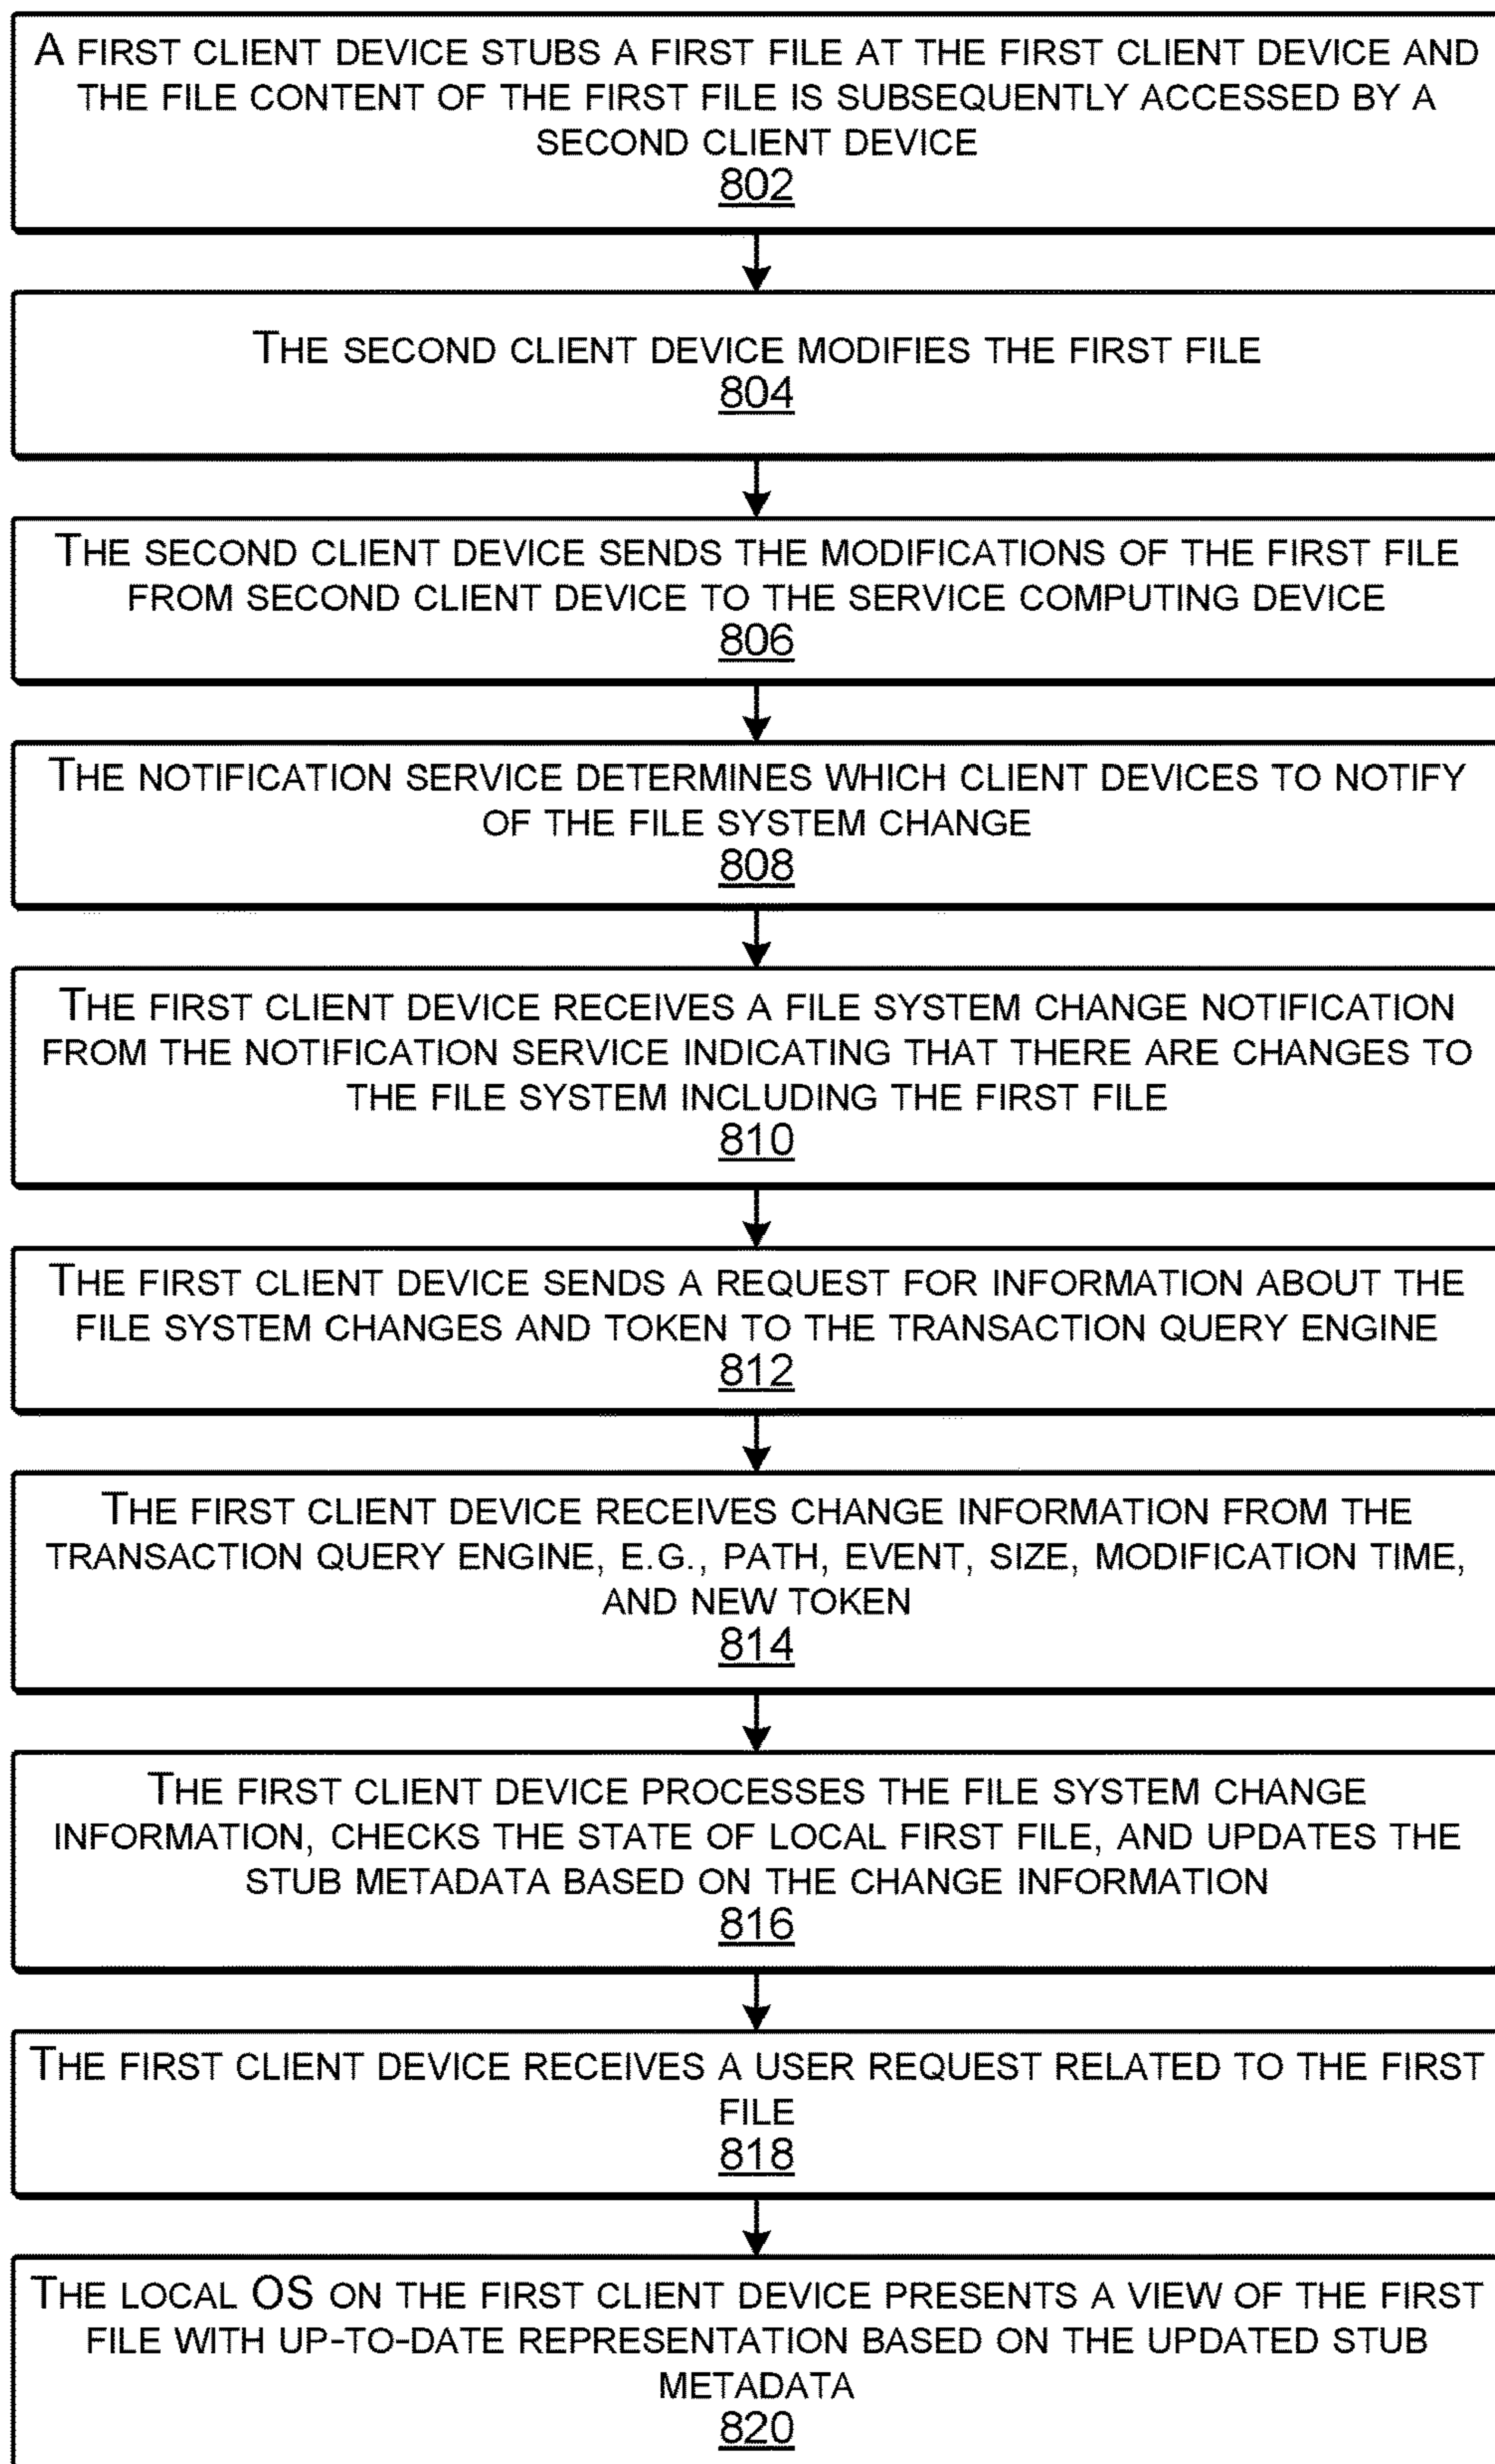 A FIRST CLIENT DEVICE STUBS A FIRST FILE AT THE FIRST CLIENT DEVICE AND
THE FILE CONTENT OF THE FIRST FILE IS SUBSEQUENTLY ACCESSED BY A
SECOND CLIENT DEVICE
802
THE SECOND CLIENT DEVICE MODIFIES THE FIRST FILE
804
THE SECOND CLIENT DEVICE SENDS THE MODIFICATIONS OF THE FIRST FILE
FROM SECOND CLIENT DEVICE TO THE SERVICE COMPUTING DEVICE
806
THE NOTIFICATION SERVICE DETERMINES WHICH CLIENT DEVICES TO NOTIFY
OF THE FILE SYSTEM CHANGE
808
THE FIRST CLIENT DEVICE RECEIVES A FILE SYSTEM CHANGE NOTIFICATION
FROM THE NOTIFICATION SERVICE INDICATING THAT THERE ARE CHANGES TO
THE FILE SYSTEM INCLUDING THE FIRST FILE
810
THE FIRST CLIENT DEVICE SENDS A REQUEST FOR INFORMATION ABOUT THE
FILE SYSTEM CHANGES AND TOKEN TO THE TRANSACTION QUERY ENGINE
812
THE FIRST CLIENT DEVICE RECEIVES CHANGE INFORMATION FROM THE
TRANSACTION QUERY ENGINE, E.G., PATH, EVENT, SIZE, MODIFICATION TIME,
AND NEW TOKEN
814
THE FIRST CLIENT DEVICE PROCESSES THE FILE SYSTEM CHANGE
INFORMATION, CHECKS THE STATE OF LOCAL FIRST FILE, AND UPDATES THE
STUB METADATA BASED ON THE CHANGE INFORMATION
816
THE FIRST CLIENT DEVICE RECEIVES A USER REQUEST RELATED TO THE FIRST
FILE
818
THE LOCAL OS ON THE FIRST CLIENT DEVICE PRESENTS A VIEW OF THE FIRST
FILE WITH UP-TO-DATE REPRESENTATION BASED ON THE UPDATED STUB
METADATA
820